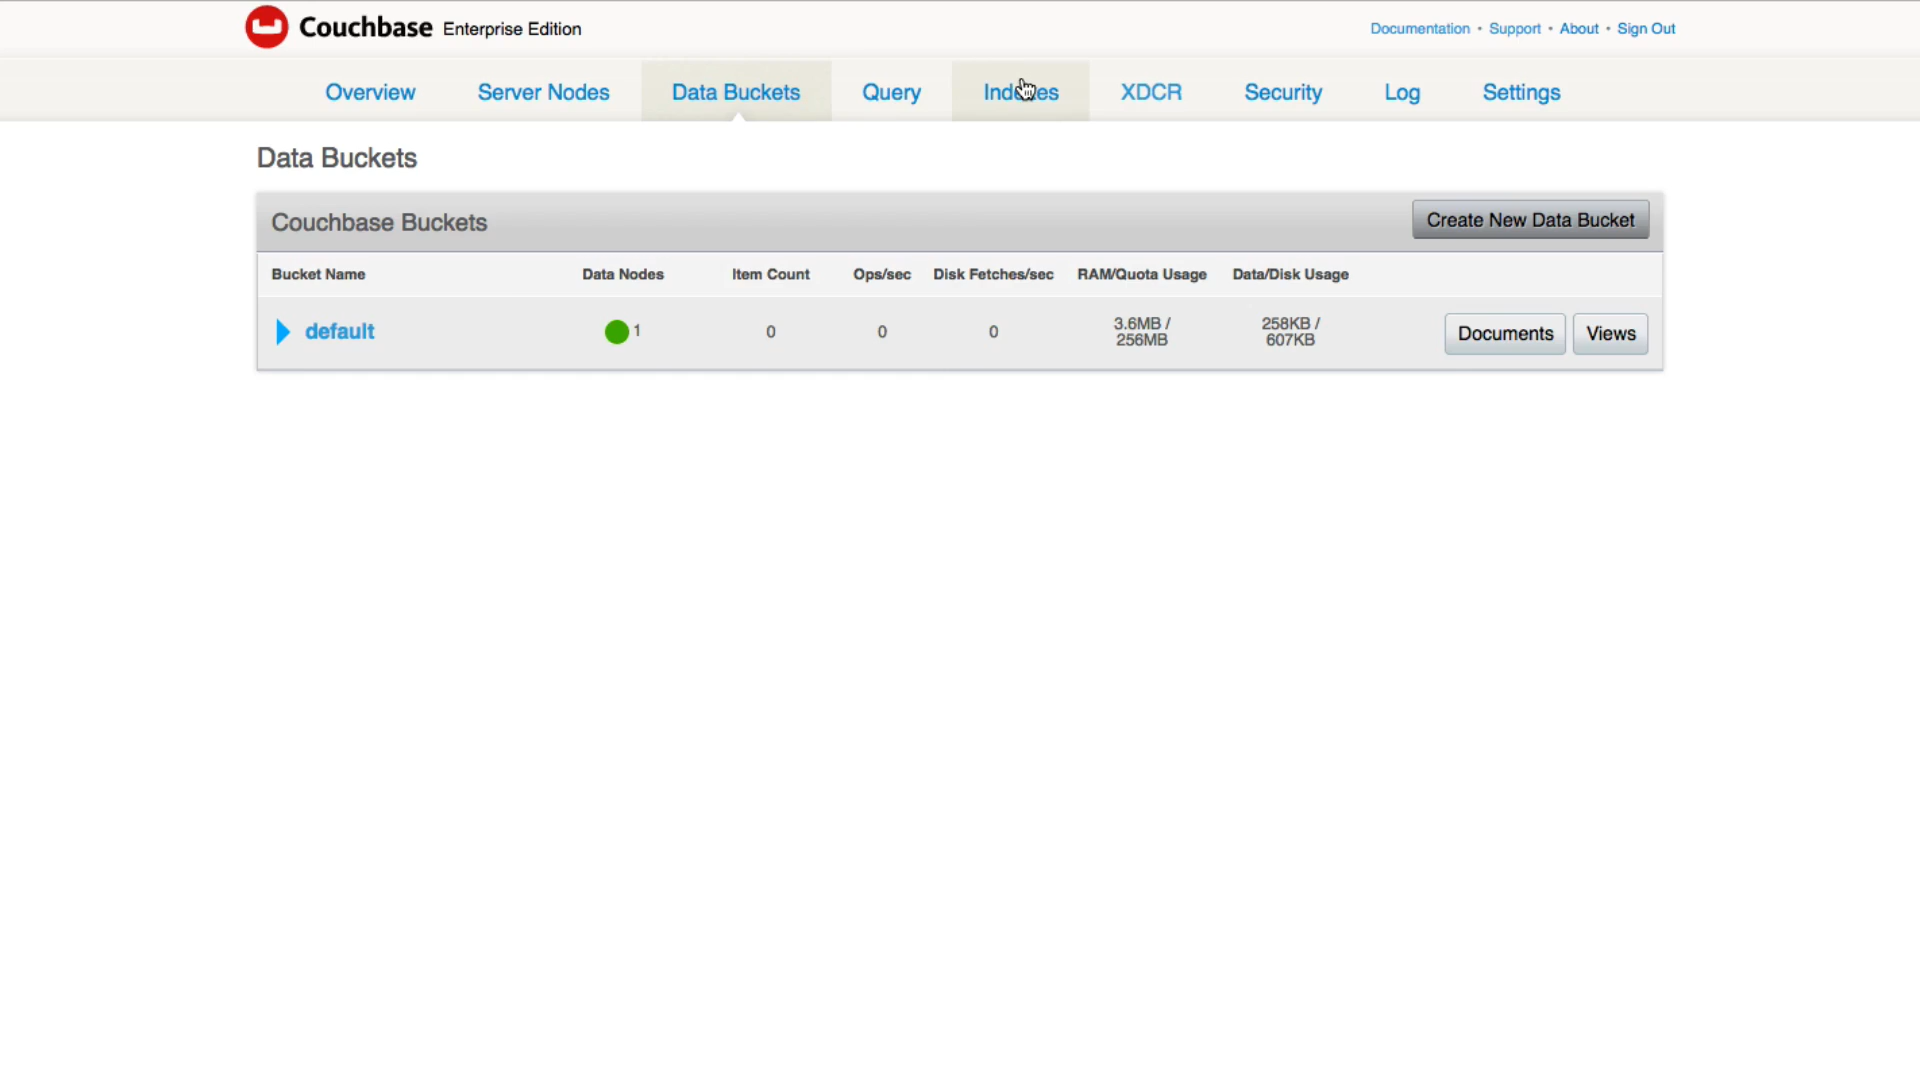 Couchbase Enterprise Edition
Documentation • Support • About • Sign Out
Overview Server Nodes Data Buckets Query Indexes XDCR Security Log Settings
Data Buckets
Couchbase Buckets Create New Data Bucket
Bucket Name Data Nodes Item Count Ops/sec Disk Fetches/sec RAM/Quota Usage Data/Disk Usage
default 1 0 0 0 3.6MB / 258KB / Documents Views
256MB 607KB